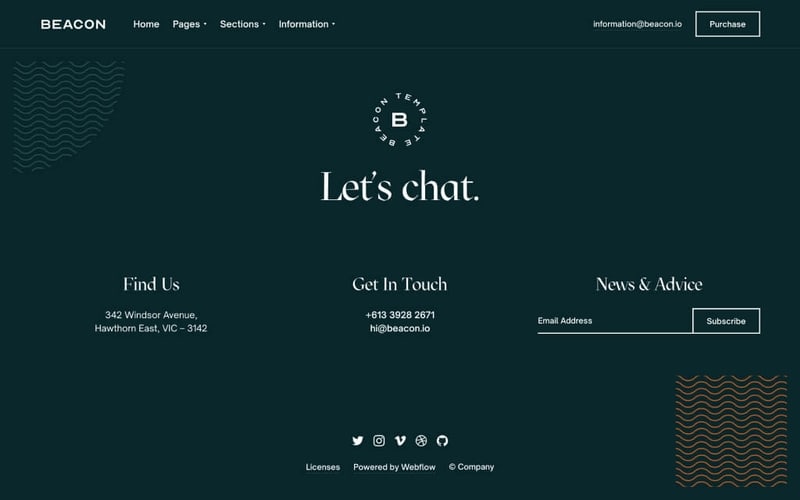 BEACON
Home Pages Sections Information
information@beacon.io
Purchase
BEACON TEMPLATE
B
Let's chat.
Find Us
342 Windsor Avenue,
Hawthorn East, VIC – 3142
Get In Touch
+613 3928 2671
hi@beacon.io
News & Advice
Email Address
Subscribe
Licenses Powered by Webflow © Company